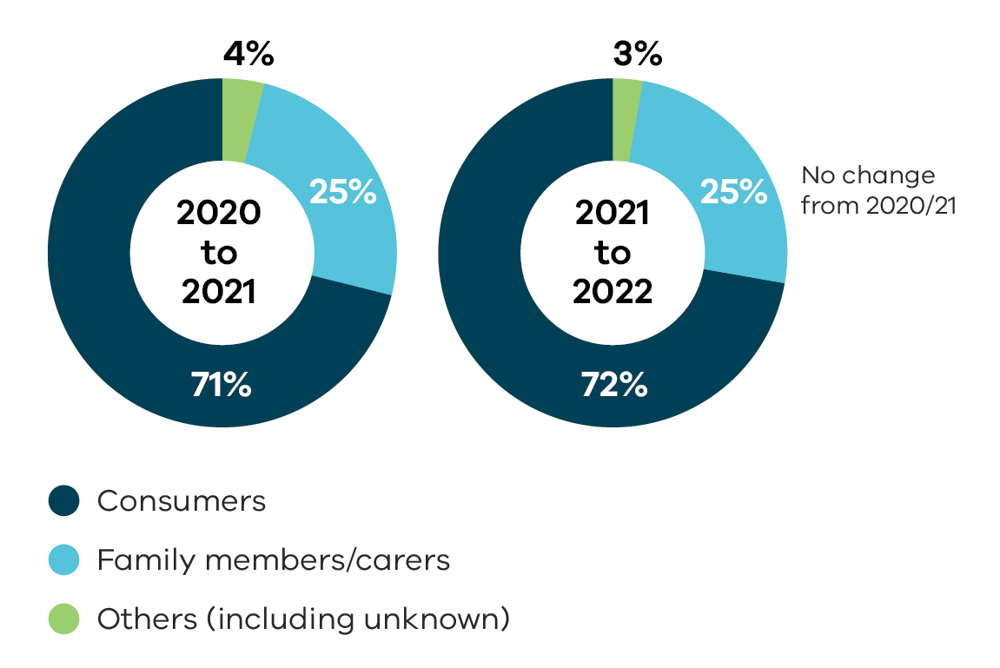 4%
25%
2020
to
2021
71%
3%
25%
2021
to
2022
72%
No change
from 2020/21
Consumers
Family members/carers
Others (including unknown)